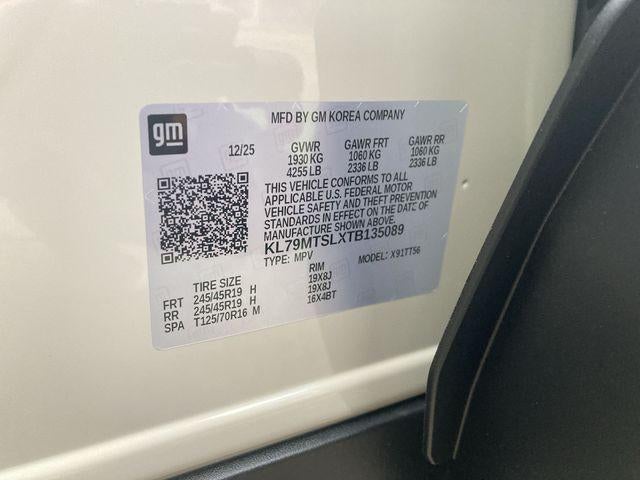 gm
MFD BY GM KOREA COMPANY
12/25 GVWR GAWR FRT GAWR RR
1930 KG 1060 KG 1060 KG
4255 LB 2336 LB 2336 LB
THIS VEHICLE CONFORMS TO ALL
APPLICABLE U.S. FEDERAL MOTOR
VEHICLE SAFETY AND THEFT PREVENTION
STANDARDS IN EFFECT ON THE DATE OF
MANUFACTURE SHOWN ABOVE.
KL79MTSLXTB135089
TYPE: MPV MODEL: X91TT56
TIRE SIZE RIM
FRT 245/45R19 H 19X8J
RR 245/45R19 H 19X8J
SPA T125/70R16 M 16X4BT